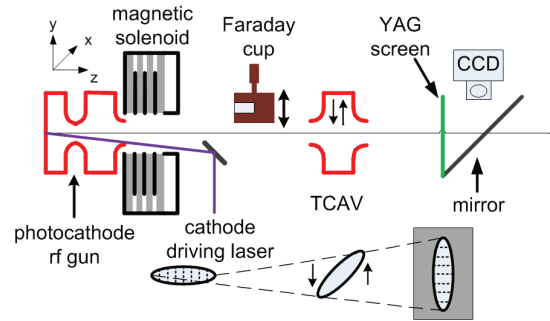 magnetic
solenoid
Faraday
cup
YAG
screen
CCD
y
x
z
TCAV
mirror
photocathode
rf gun
cathode
driving laser